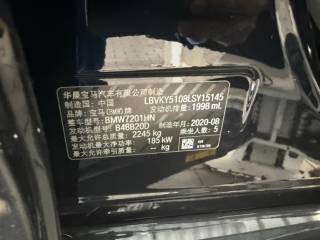 华晨宝马汽车有限公司制造
制造国：中国 LBVKY5108LSY15145
品牌：宝马(BMW)牌 发动机排量：1998 mL
整车型号：BMW7201HN
发动机型号：B48B20D 制造年月：2020-08
最大允许总质量：2245 kg 乘坐人数：5
发动机最大净功率：185 kW
最大允许牵引质量：— kg